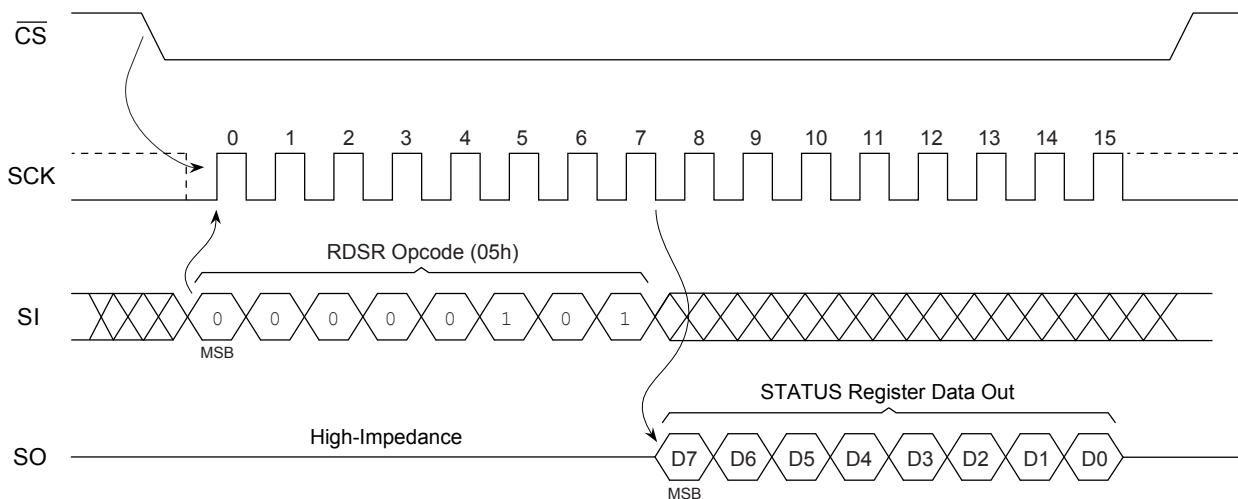 CS
0 1 2 3 4 5 6 7 8 9 10 11 12 13 14 15
SCK
RDSR Opcode (05h)
SI 0 0 0 0 0 1 0 1
MSB
STATUS Register Data Out
High-Impedance
SO D7 D6 D5 D4 D3 D2 D1 D0
MSB